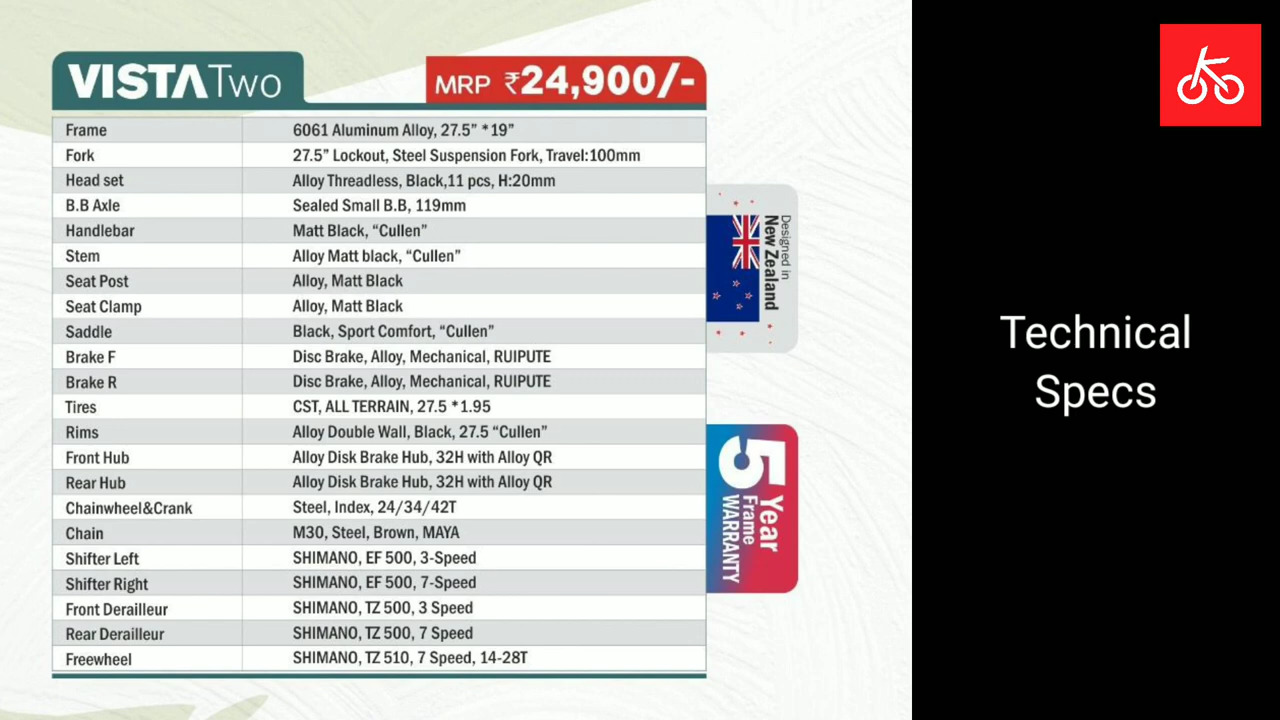 VISTA Two
MRP ₹24,900/-
Frame 6061 Aluminum Alloy, 27.5” *19”
Fork 27.5” Lockout, Steel Suspension Fork, Travel:100mm
Head set Alloy Threadless, Black,11 pcs, H:20mm
B.B Axle Sealed Small B.B, 119mm
Handlebar Matt Black, “Cullen”
Stem Alloy Matt black, “Cullen”
Seat Post Alloy, Matt Black
Seat Clamp Alloy, Matt Black
Saddle Black, Sport Comfort, “Cullen”
Brake F Disc Brake, Alloy, Mechanical, RUIPUTE
Brake R Disc Brake, Alloy, Mechanical, RUIPUTE
Tires CST, ALL TERRAIN, 27.5 *1.95
Rims Alloy Double Wall, Black, 27.5 “Cullen”
Front Hub Alloy Disk Brake Hub, 32H with Alloy QR
Rear Hub Alloy Disk Brake Hub, 32H with Alloy QR
Chainwheel&Crank Steel, Index, 24/34/42T
Chain M30, Steel, Brown, MAYA
Shifter Left SHIMANO, EF 500, 3-Speed
Shifter Right SHIMANO, EF 500, 7-Speed
Front Derailleur SHIMANO, TZ 500, 3 Speed
Rear Derailleur SHIMANO, TZ 500, 7 Speed
Freewheel SHIMANO, TZ 510, 7 Speed, 14-28T
Designed in
New Zealand
5 Year
Frame
WARRANTY
Technical
Specs